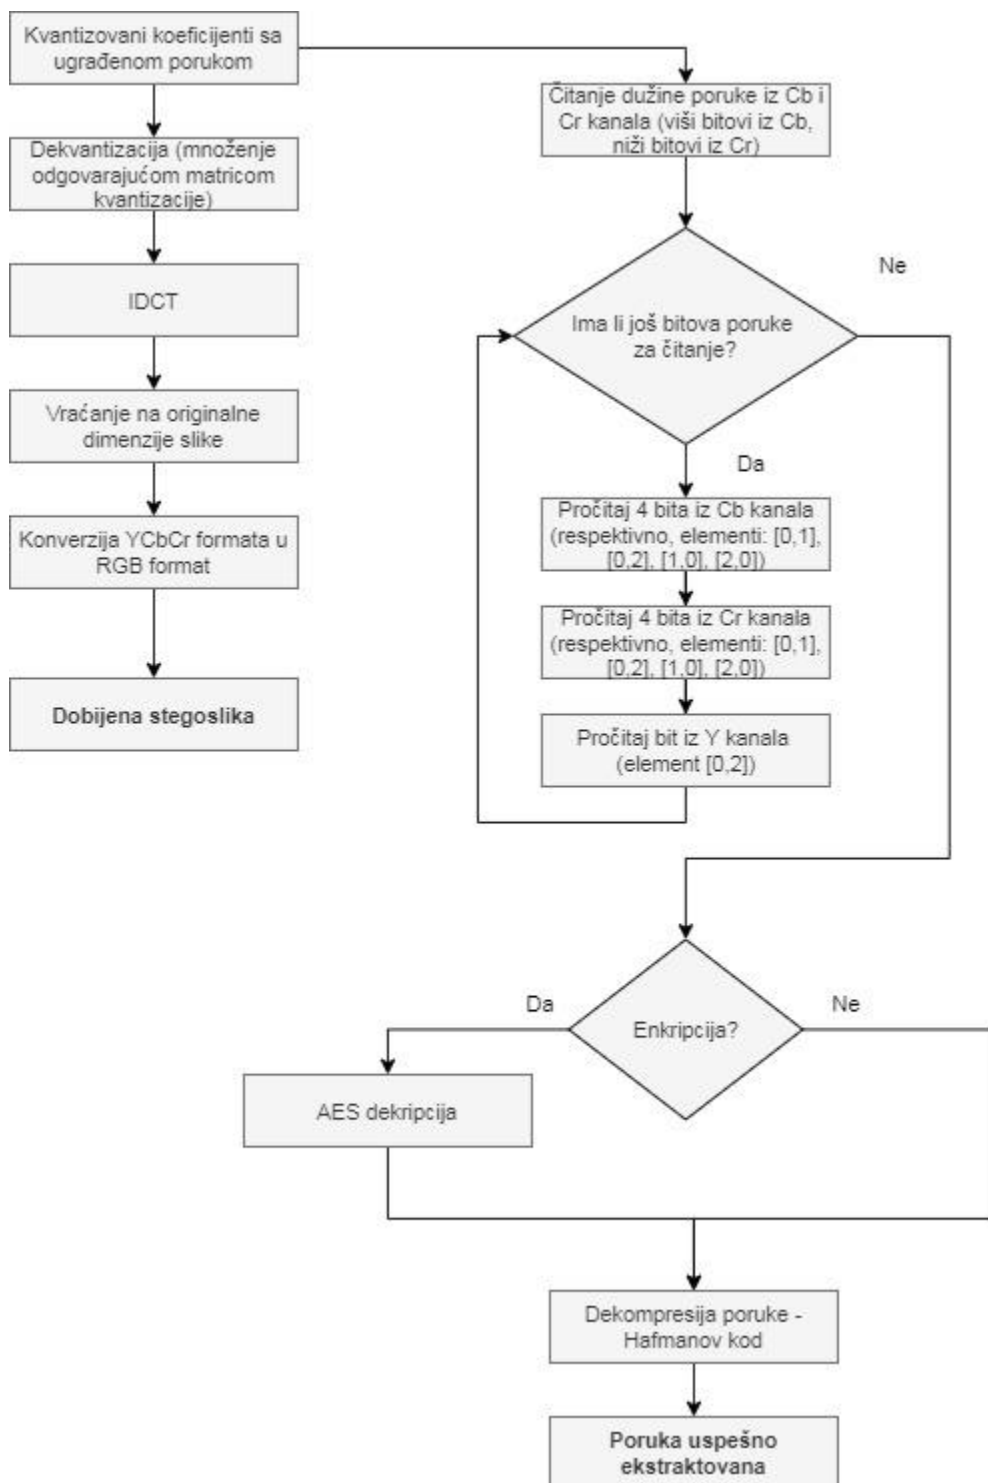 Kvantizovani koeficijenti sa
ugrađenom porukom
Dekvantizacija (množenje
odgovarajućom matricom
kvantizacije)
IDCT
Vraćanje na originalne
dimenzije slike
Konverzija YCbCr formata u
RGB format
Dobijena stegoslika
Čitanje dužine poruke iz Cb i
Cr kanala (viši bitovi iz Cb,
niži bitovi iz Cr)
Ne
Ima li još bitova poruke
za čitanje?
Da
Pročitaj 4 bita iz Cb kanala
(respektivno, elementi: [0,1],
[0,2], [1,0], [2,0])
Pročitaj 4 bita iz Cr kanala
(respektivno, elementi: [0,1],
[0,2], [1,0], [2,0])
Pročitaj bit iz Y kanala
(element [0,2])
Da
Ne
Enkripcija?
AES dekripcija
Dekompresija poruke -
Hafmanov kod
Poruka uspešno
ekstraktovana